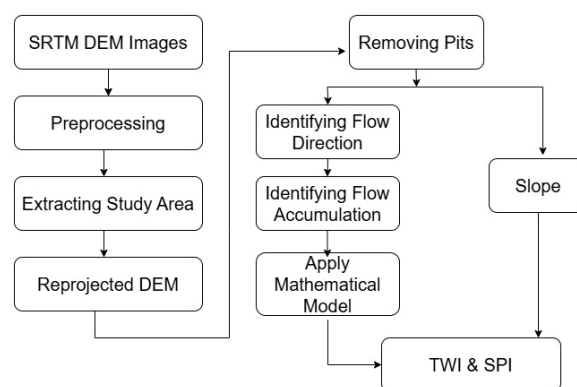 SRTM DEM Images
Preprocessing
Extracting Study Area
Reprojected DEM
Removing Pits
Identifying Flow
Direction
Identifying Flow
Accumulation
Apply
Mathematical
Model
Slope
TWI & SPI